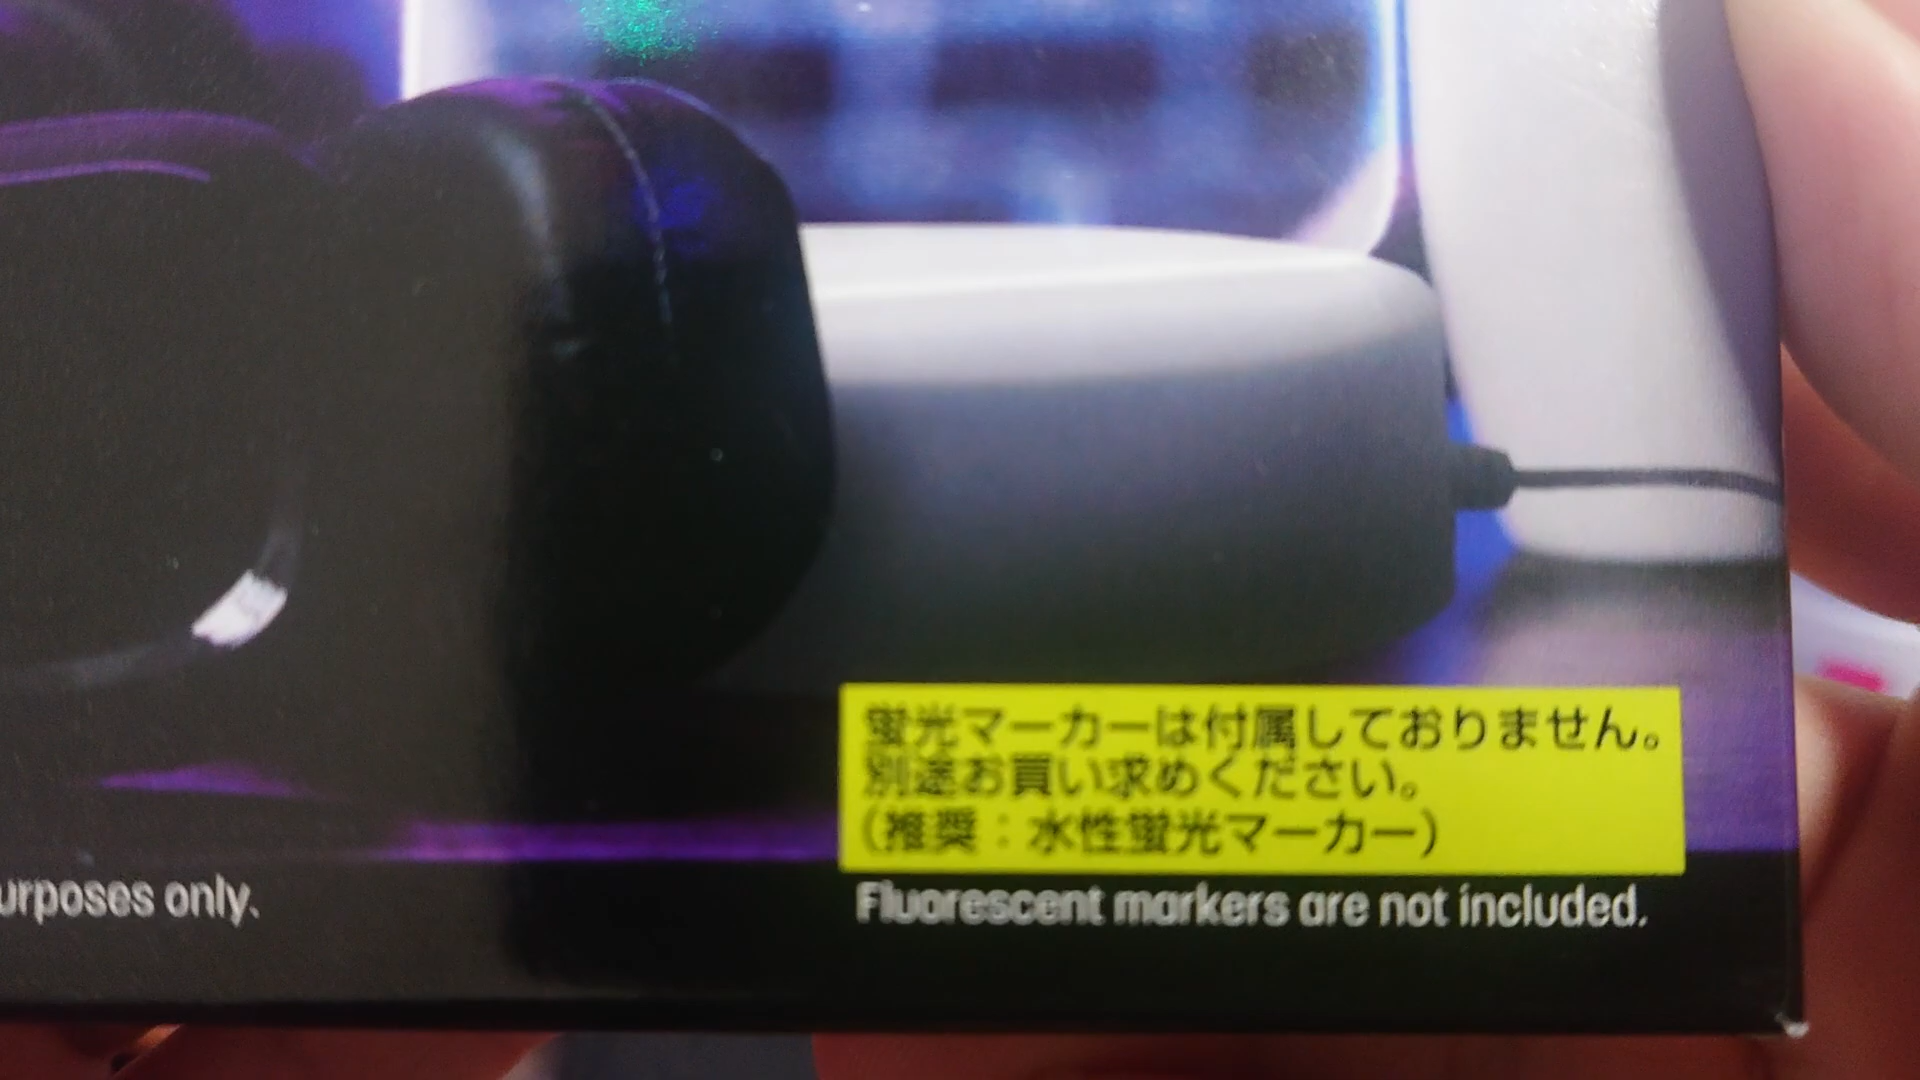 蛍光マーカーは付属しておりません。
別途お買い求めください。
(推奨:水性蛍光マーカー)
urposes only.
Fluorescent markers are not included.